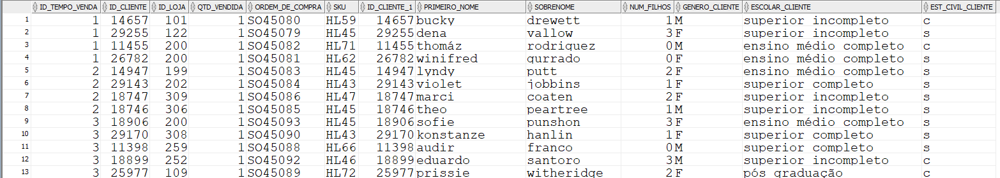 ID_TEMPO_VENDA ID_CLIENTE ID_LOJA QTD_VENDIDA ORDEM_DE_COMPRA SKU ID_CLIENTE_1 PRIMEIRO_NOME SOBRENOME NUM_FILHOS GENERO_CLIENTE ESCOLAR_CLIENTE EST_CIVIL_CLIENTE
1 1 14657 101 1 SO45080 HL59 14657 bucky drewett 1 M superior incompleto c
2 1 29255 122 1 SO45079 HL45 29255 dena vallow 3 F superior incompleto s
3 1 11455 200 1 SO45082 HL71 11455 thomáz rodriguez 0 M ensino médio completo c
4 1 26782 200 1 SO45081 HL62 26782 winifred gurrado 0 F ensino médio completo s
5 2 14947 199 1 SO45083 HL45 14947 lyndy putt 2 F ensino médio completo s
6 2 29143 202 1 SO45084 HL43 29143 violet jobbins 1 F superior completo s
7 2 18747 309 1 SO45086 HL47 18747 marci coaten 2 F superior incompleto s
8 2 18746 306 1 SO45085 HL45 18746 theo peartree 1 M superior incompleto s
9 3 18906 200 1 SO45093 HL45 18906 sofie punshon 3 F ensino médio completo s
10 3 29170 308 1 SO45090 HL43 29170 konstanze hanlin 1 F superior completo s
11 3 11398 259 1 SO45088 HL66 11398 audir franco 0 M superior completo s
12 3 18899 252 1 SO45092 HL46 18899 eduardo santoro 3 M superior incompleto c
13 3 25977 109 1 SO45089 HL72 25977 prissie witheridge 2 F pós graduação c